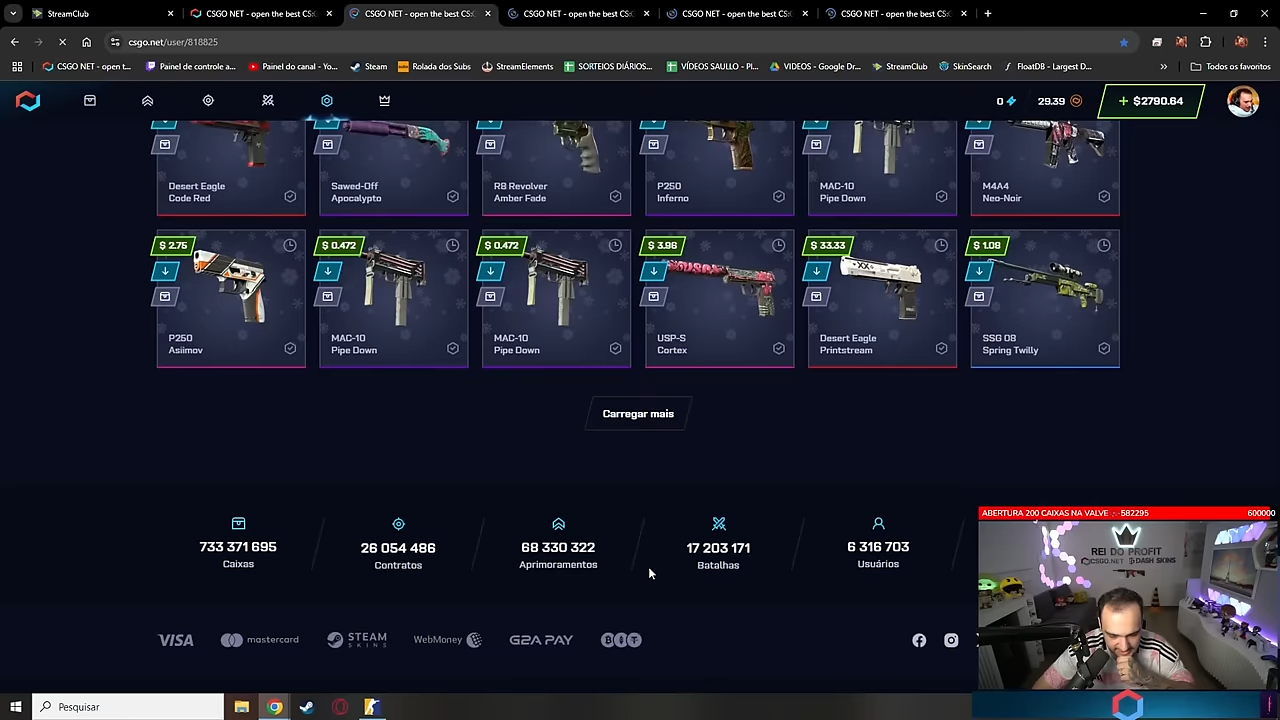 StreamClub
CSGO NET - open the best CS:G
CSGO NET - open the best CS:G
CSGO NET - open the best CS:G
CSGO NET - open the best CS:G
CSGO NET - open the best CS:G
csgo.net/user/818825
CSGO NET - open t...
Painel de controle a...
Painel do canal - Yo...
Steam
Rolada dos Subs
StreamElements
SORTEIOS DIÁRIOS...
VÍDEOS SAULLO - Pl...
VIDEOS - Google Dr...
StreamClub
SkinSearch
FloatDB - Largest D...
Todos os favoritos
0
29.39
+ $2790.64
Desert Eagle
Code Red
Sawed-Off
Apocalypto
R8 Revolver
Amber Fade
P250
Inferno
MAC-10
Pipe Down
M4A4
Neo-Noir
$ 2.75
P250
Asiimov
$ 0.472
MAC-10
Pipe Down
$ 0.472
MAC-10
Pipe Down
$ 3.96
USP-S
Cortex
$ 33.33
Desert Eagle
Printstream
$ 1.09
SSG 08
Spring Twilly
Carregar mais
733 371 695
Caixas
26 054 486
Contratos
68 330 322
Aprimoramentos
17 203 171
Batalhas
6 316 703
Usuários
ABERTURA 200 CAIXAS NA VALVE
-582295
600000
REI DO PROFIT
CSGO.NET
DASH SKINS
VISA
mastercard
STEAM
SKINS
WebMoney
G2A PAY
BIT
Pesquisar